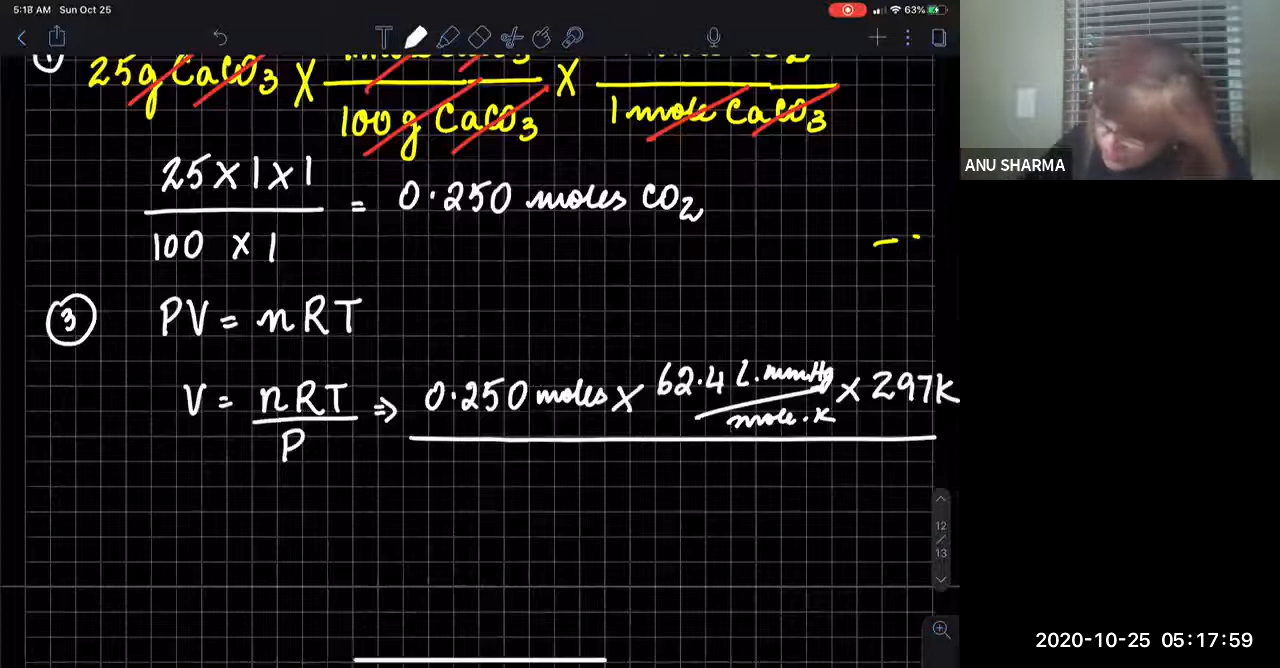 5:18 AM Sun Oct 25
63%
25g CaCO3 X X
100g CaCO3 1 mole CaCO3
ANU SHARMA
25 X 1 X 1
= 0.250 moles CO2
100 X 1
3 PV = nRT
V = nRT => 0.250 moles X 62.4 L.mmHg X 297K
mole.K
P
12
13
2020-10-25 05:17:59